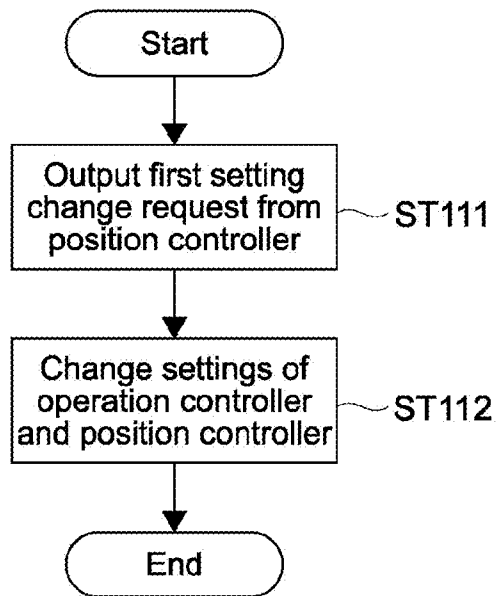 Start
Output first setting
change request from
position controller
ST111
Change settings of
operation controller
and position controller
ST112
End